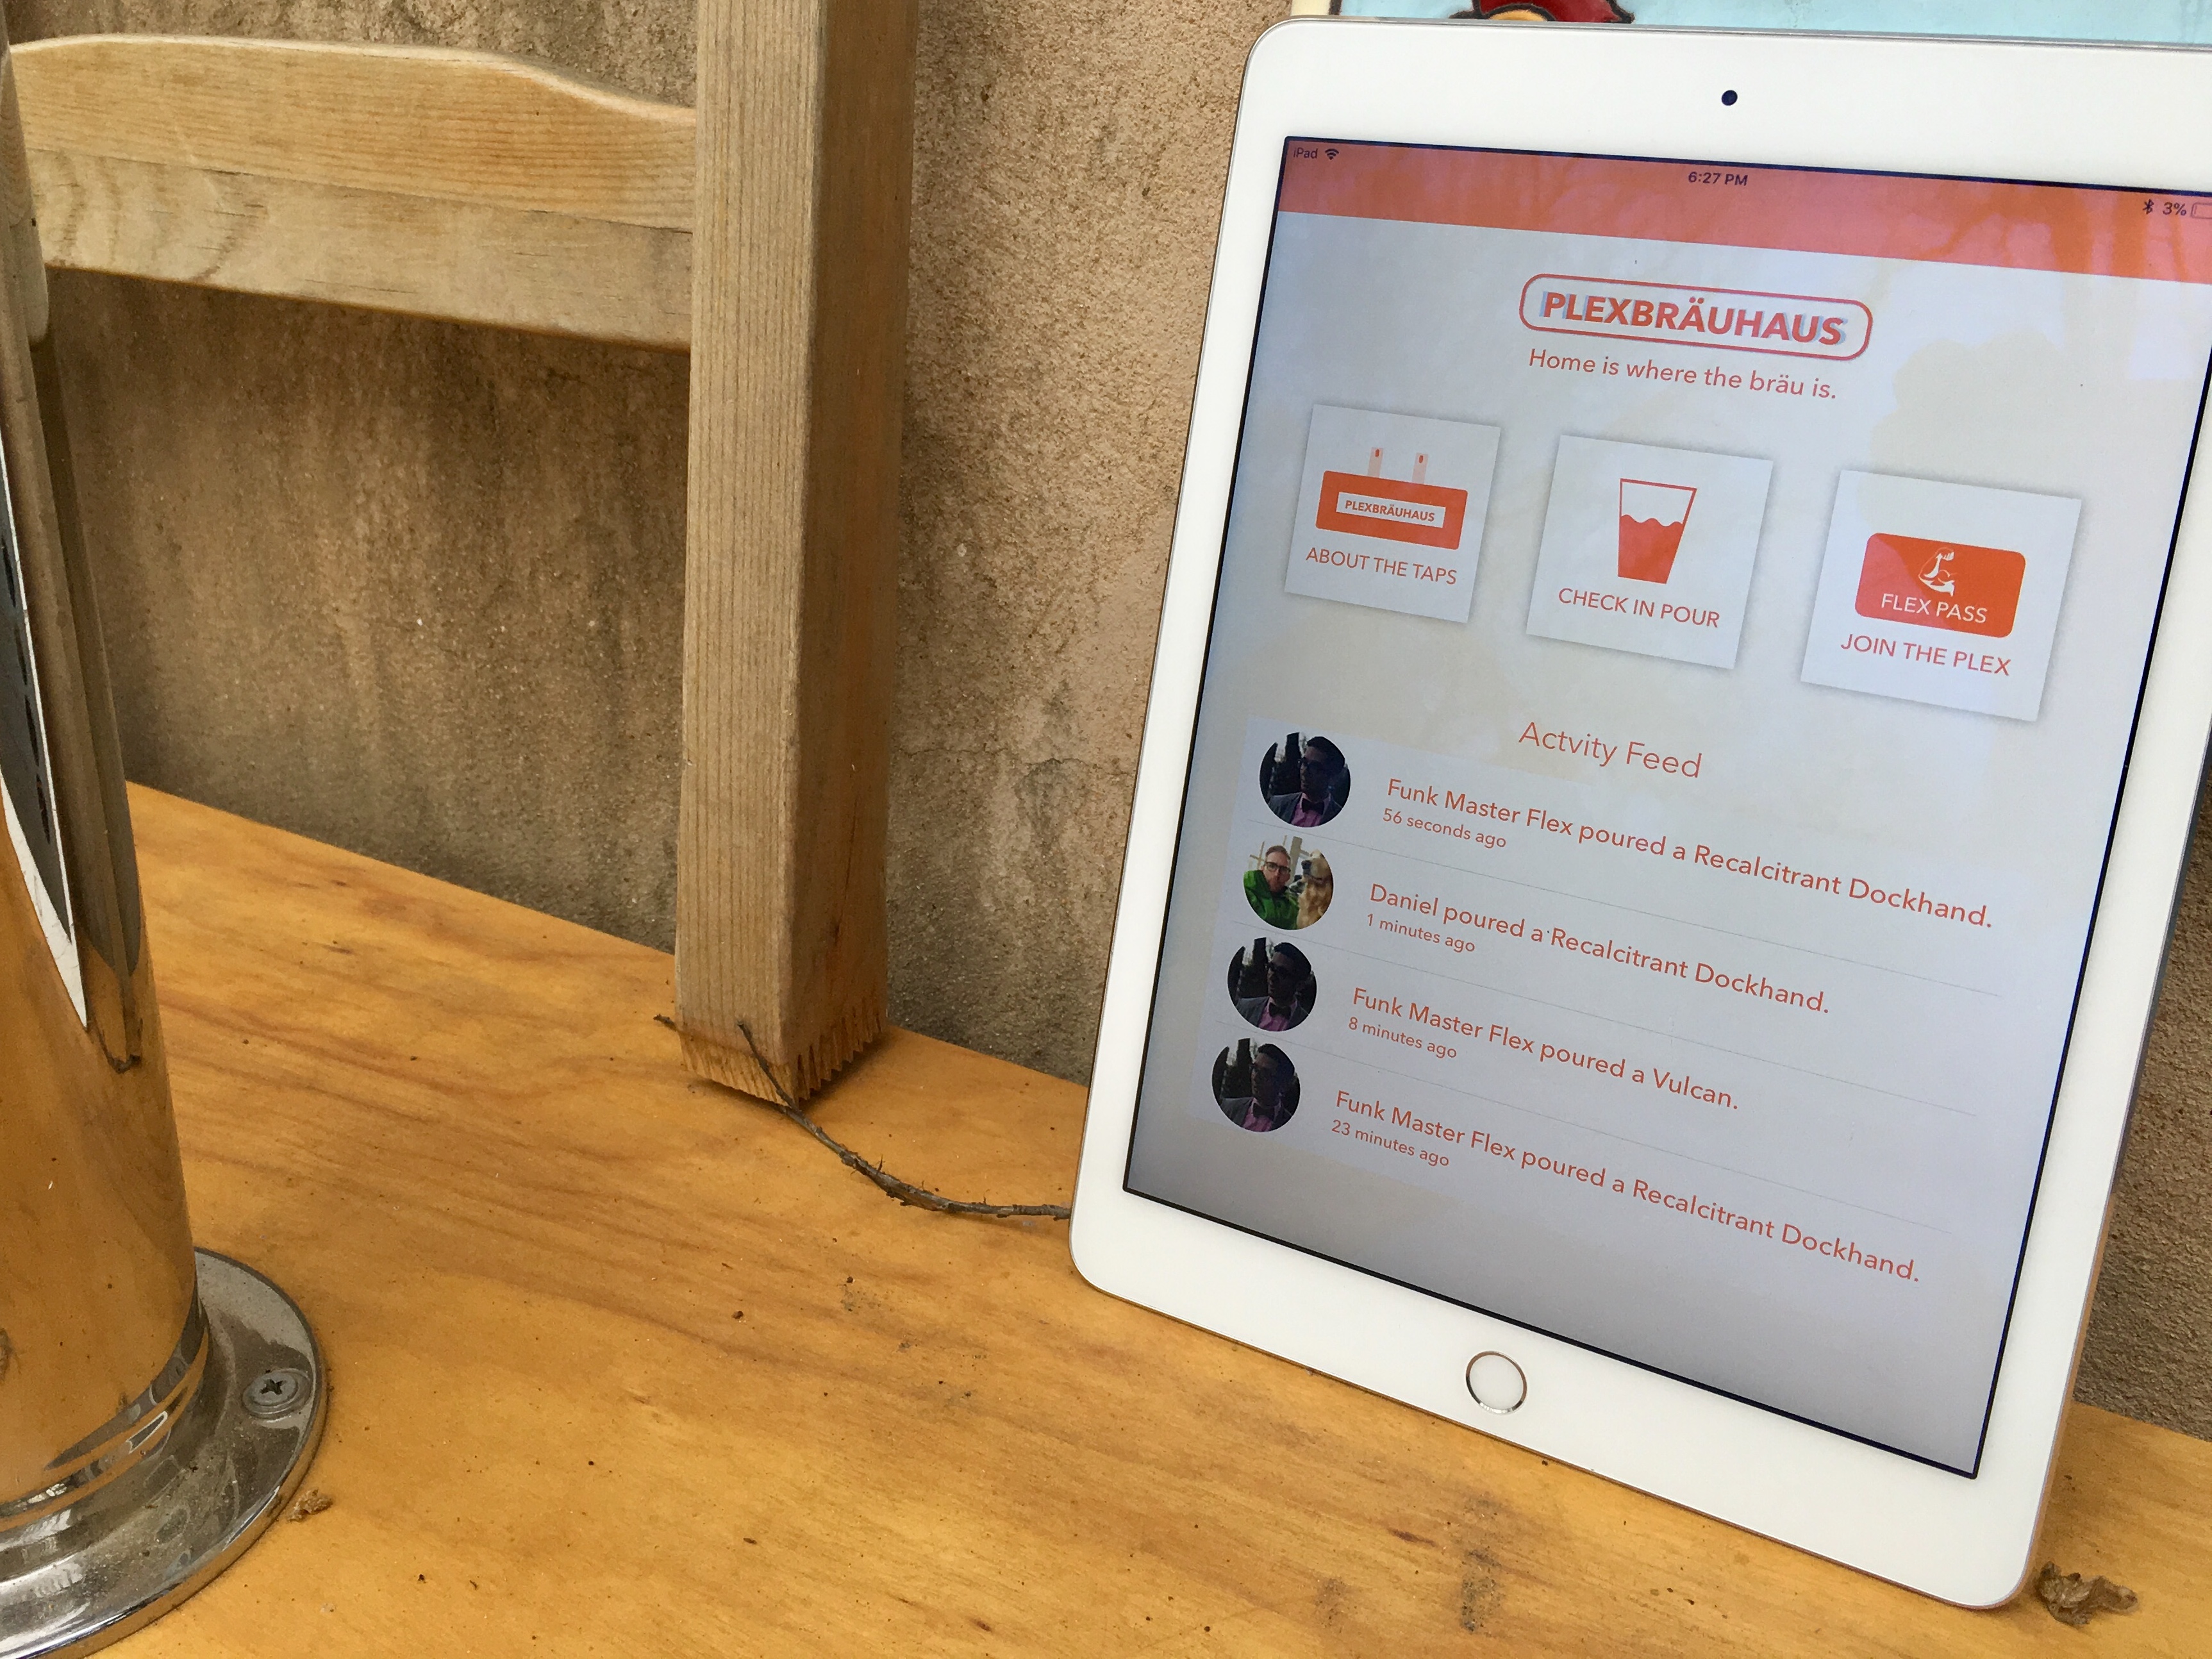 iPad
6:27 PM
3%
PLEXBRÄUHAUS
Home is where the bräu is.
PLEXBRÄUHAUS
ABOUT THE TAPS
CHECK IN POUR
FLEX PASS
JOIN THE PLEX
Actvity Feed
Funk Master Flex poured a Recalcitrant Dockhand.
56 seconds ago
Daniel poured a Recalcitrant Dockhand.
1 minutes ago
Funk Master Flex poured a Vulcan.
8 minutes ago
Funk Master Flex poured a Recalcitrant Dockhand.
23 minutes ago